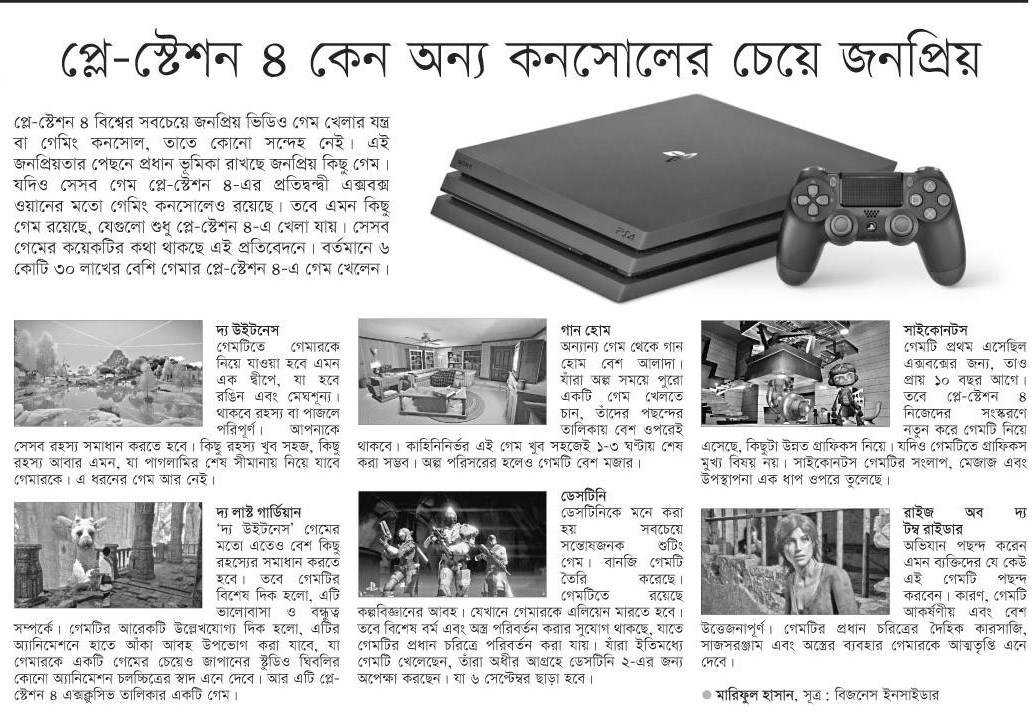 প্লে-স্টেশন ৪ কেন অন্য কনসোলের চেয়ে জনপ্রিয়
প্লে-স্টেশন ৪ বিশ্বের সবচেয়ে জনপ্রিয় ভিডিও গেম খেলার যন্ত্র
বা গেমিং কনসোল, তাতে কোনো সন্দেহ নেই। এই
জনপ্রিয়তার পেছনে প্রধান ভূমিকা রাখছে জনপ্রিয় কিছু গেম।
যদিও সেসব গেম প্লে-স্টেশন ৪-এর প্রতিদ্বন্দ্বী এক্সবক্স
ওয়ানের মতো গেমিং কনসোলেও রয়েছে। তবে এমন কিছু
গেম রয়েছে, যেগুলো শুধু প্লে-স্টেশন ৪-এ খেলা যায়। সেসব
গেমের কয়েকটির কথা থাকছে এই প্রতিবেদনে। বর্তমানে ৬
কোটি ৩০ লাখের বেশি গেমার প্লে-স্টেশন ৪-এ গেম খেলেন।
SONY
PS4
দ্য উইটনেস
গেমটিতে গেমারকে
নিয়ে যাওয়া হবে এমন
এক দ্বীপে, যা হবে
রঙিন এবং মেঘশূন্য।
থাকবে রহস্য বা পাজলে
পরিপূর্ণ। আপনাকে
সেসব রহস্য সমাধান করতে হবে। কিছু রহস্য খুব সহজ, কিছু
রহস্য আবার এমন, যা পাগলামির শেষ সীমানায় নিয়ে যাবে
গেমারকে। এ ধরনের গেম আর নেই।
দ্য লাস্ট গার্ডিয়ান
‘দ্য উইটনেস’ গেমের
মতো এতেও বেশ কিছু
রহস্যের সমাধান করতে
হবে। তবে গেমটির
বিশেষ দিক হলো, এটি
ভালোবাসা ও বন্ধুত্ব
সম্পর্কে। গেমটির আরেকটি উল্লেখযোগ্য দিক হলো, এটির
অ্যানিমেশনে হাতে আঁকা আবহ উপভোগ করা যাবে, যা
গেমারকে একটি গেমের চেয়েও জাপানের স্টুডিও ঘিবলির
কোনো অ্যানিমেশন চলচ্চিত্রের স্বাদ এনে দেবে। আর এটি প্লে-
স্টেশন ৪ এক্সক্লুসিভ তালিকার একটি গেম।
গান হোম
অন্যান্য গেম থেকে গান
হোম বেশ আলাদা।
যাঁরা অল্প সময়ে পুরো
একটি গেম খেলতে
চান, তাঁদের পছন্দের
তালিকায় বেশ ওপরেই
থাকবে। কাহিনিনির্ভর এই গেম খুব সহজেই ১-৩ ঘণ্টায় শেষ
করা সম্ভব। অল্প পরিসরের হলেও গেমটি বেশ মজার।
ডেসটিনি
ডেসটিনিকে মনে করা
হয় সবচেয়ে
সন্তোষজনক শুটিং
গেম। বানজি গেমটি
তৈরি করেছে।
গেমটিতে রয়েছে
কল্পবিজ্ঞানের আবহ। যেখানে গেমারকে এলিয়েন মারতে হবে।
তবে বিশেষ বর্ম এবং অস্ত্র পরিবর্তন করার সুযোগ থাকছে, যাতে
গেমটির প্রধান চরিত্রে পরিবর্তন করা যায়। যাঁরা ইতিমধ্যে
গেমটি খেলেছেন, তাঁরা অধীর আগ্রহে ডেসটিনি ২-এর জন্য
অপেক্ষা করছেন। যা ৬ সেপ্টেম্বর ছাড়া হবে।
সাইকোনটস
গেমটি প্রথম এসেছিল
এক্সবক্সের জন্য, তাও
প্রায় ১০ বছর আগে।
তবে প্লে-স্টেশন ৪
নিজেদের সংস্করণে
নতুন করে গেমটি নিয়ে
এসেছে, কিছুটা উন্নত গ্রাফিকস নিয়ে। যদিও গেমটিতে গ্রাফিকস
মুখ্য বিষয় নয়। সাইকোনটস গেমটির সংলাপ, মেজাজ এবং
উপস্থাপনা এক ধাপ ওপরে তুলেছে।
রাইজ অব দ্য
টম্ব রাইডার
অভিযান পছন্দ করেন
এমন ব্যক্তিদের যে কেউ
এই গেমটি পছন্দ
করবেন। কারণ, গেমটি
আকর্ষণীয় এবং বেশ
উত্তেজনাপূর্ণ। গেমটির প্রধান চরিত্রের দৈহিক কারসাজি,
সাজসরঞ্জাম এবং অস্ত্রের ব্যবহার গেমারকে আত্মতৃপ্তি এনে
দেবে।
● মারিফুল হাসান, সূত্র : বিজনেস ইনসাইডার